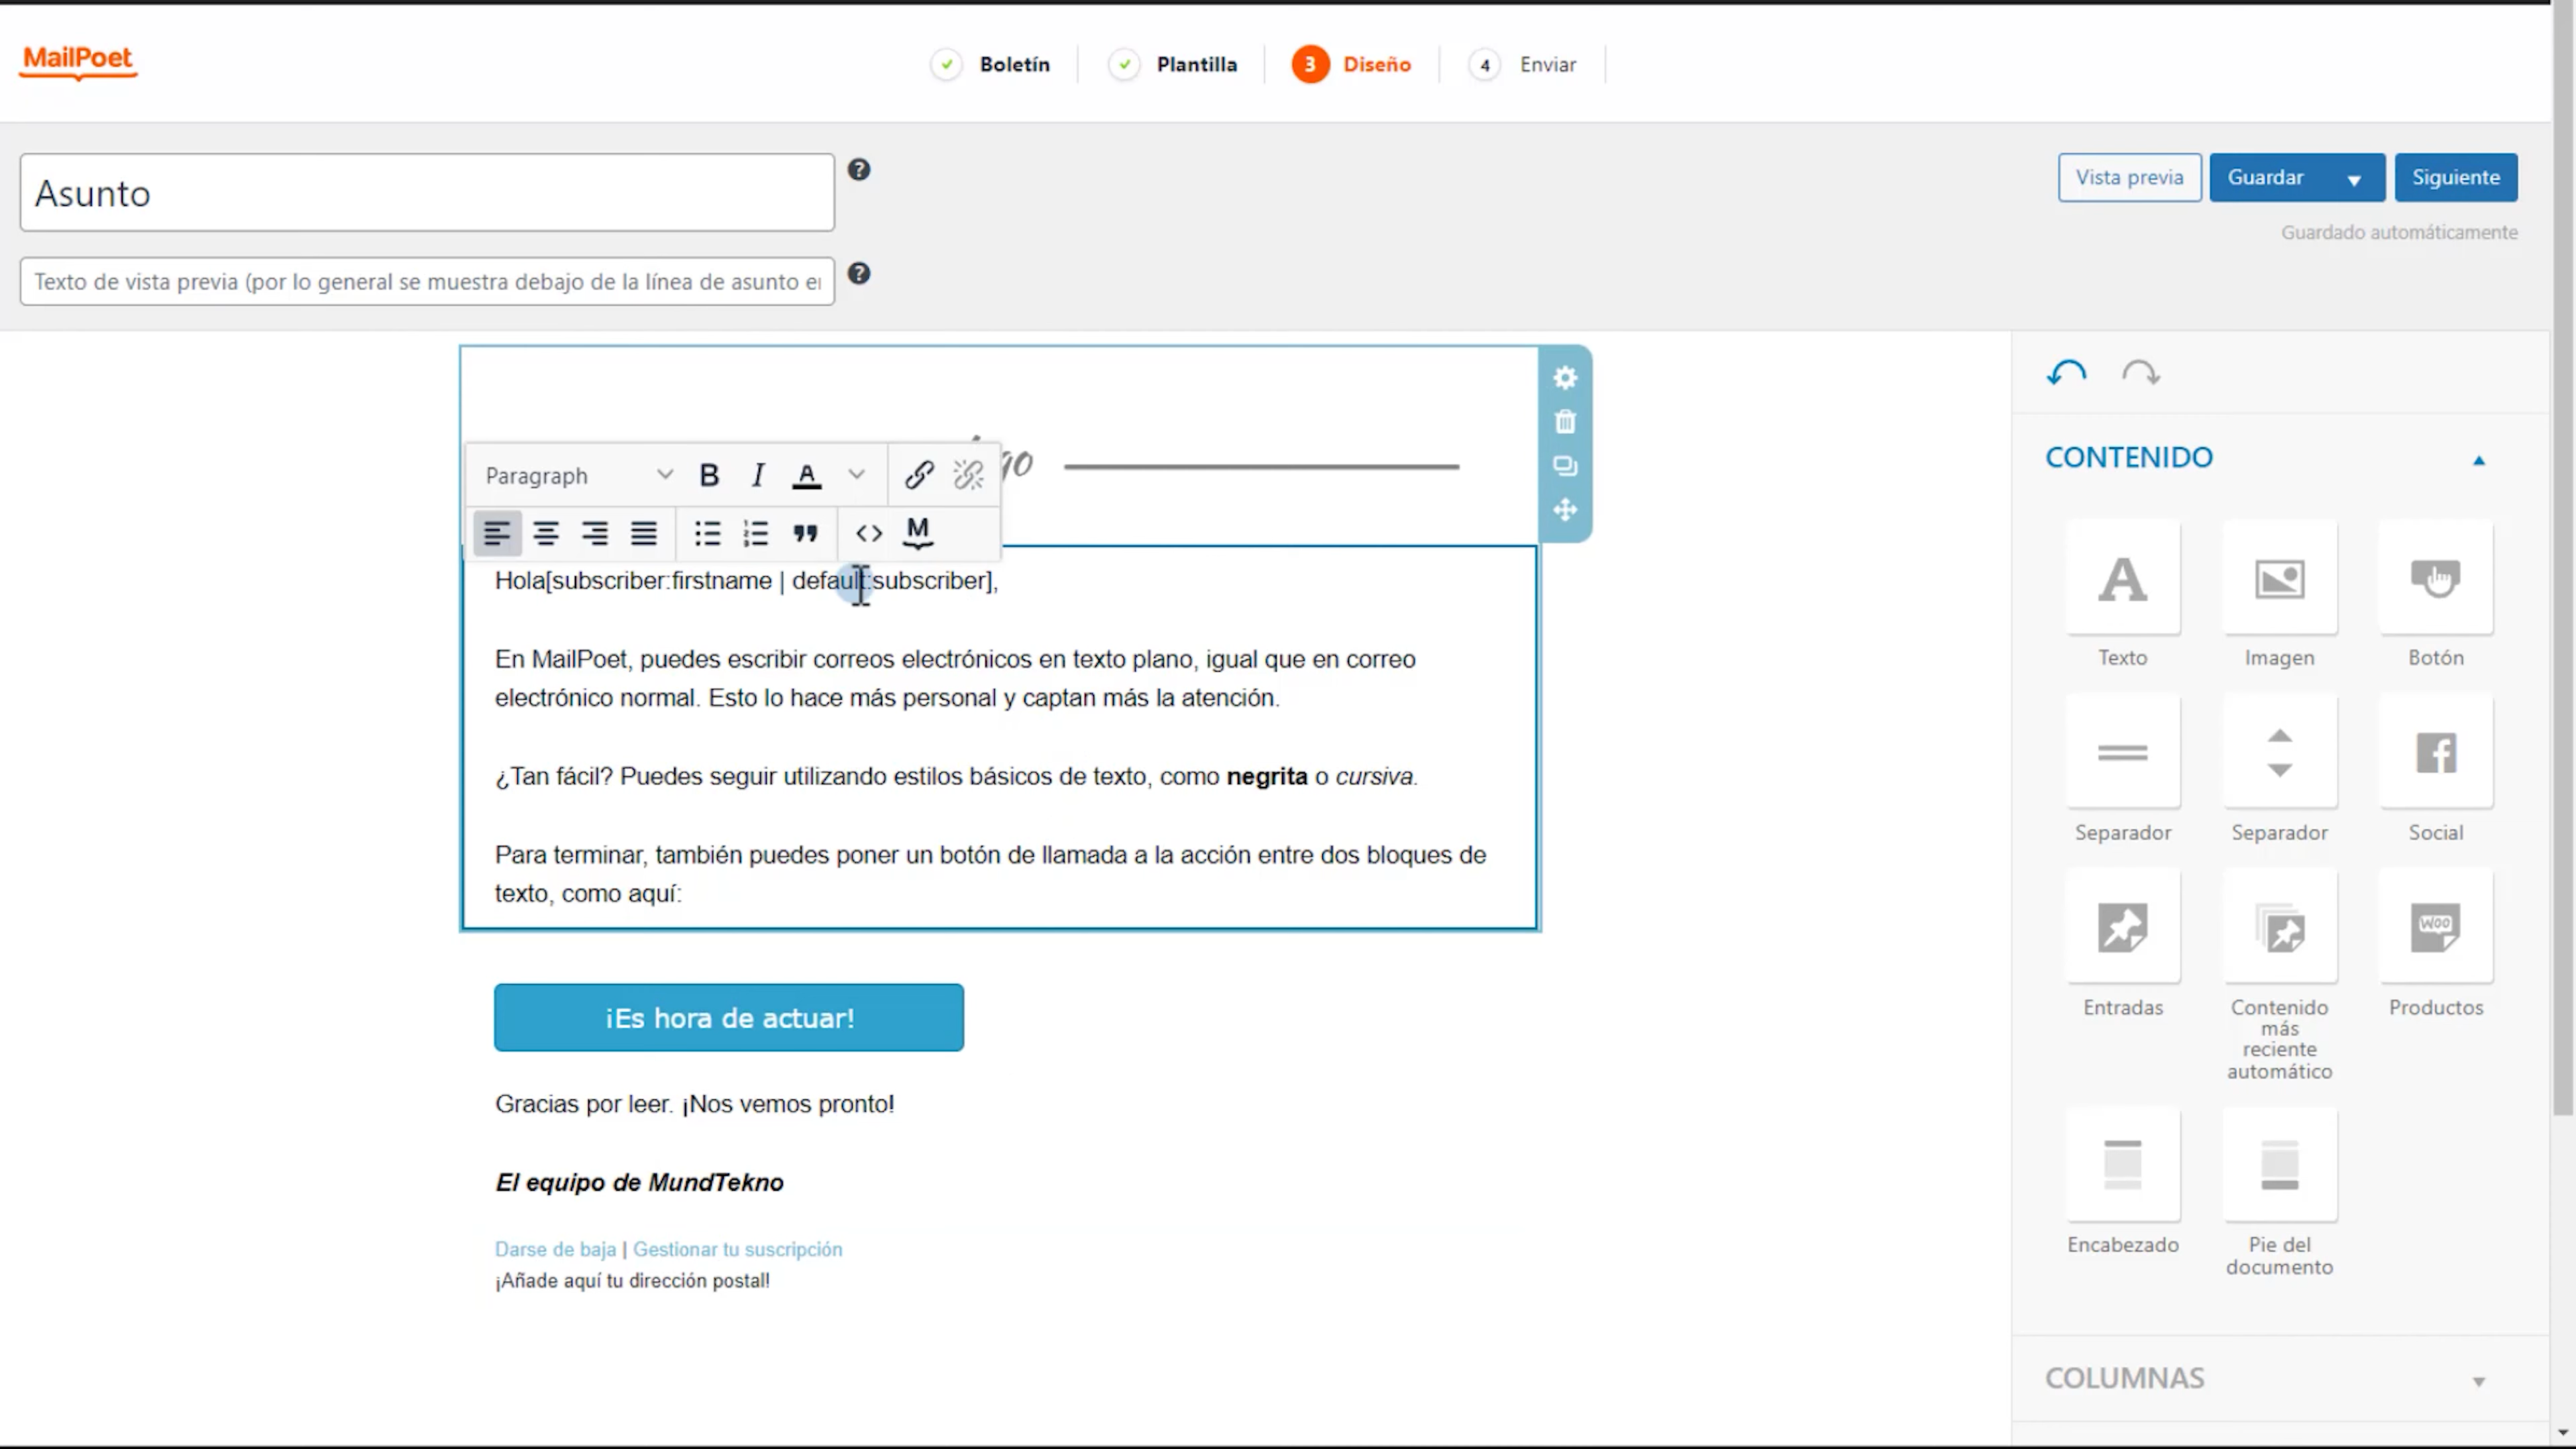 MailPoet
Boletín
Plantilla
3 Diseño
4 Enviar
Asunto
Vista previa
Guardar
Siguiente
Guardado automáticamente
Texto de vista previa (por lo general se muestra debajo de la línea de asunto
CONTENIDO
Paragraph B I A
M
Hola[subscriber:firstname | default:subscriber],
En MailPoet, puedes escribir correos electrónicos en texto plano, igual que en correo
electrónico normal. Esto lo hace más personal y captan más la atención.
¿Tan fácil? Puedes seguir utilizando estilos básicos de texto, como negrita o cursiva.
Para terminar, también puedes poner un botón de llamada a la acción entre dos bloques de
texto, como aquí:
¡Es hora de actuar!
Gracias por leer. ¡Nos vemos pronto!
El equipo de MundTekno
Darse de baja | Gestionar tu suscripción
¡Añade aquí tu dirección postal!
A
Texto
Imagen
Botón
Separador
Separador
Social
Woo
Entradas
Contenido
más
reciente
automático
Productos
Encabezado
Pie del
documento
COLUMNAS